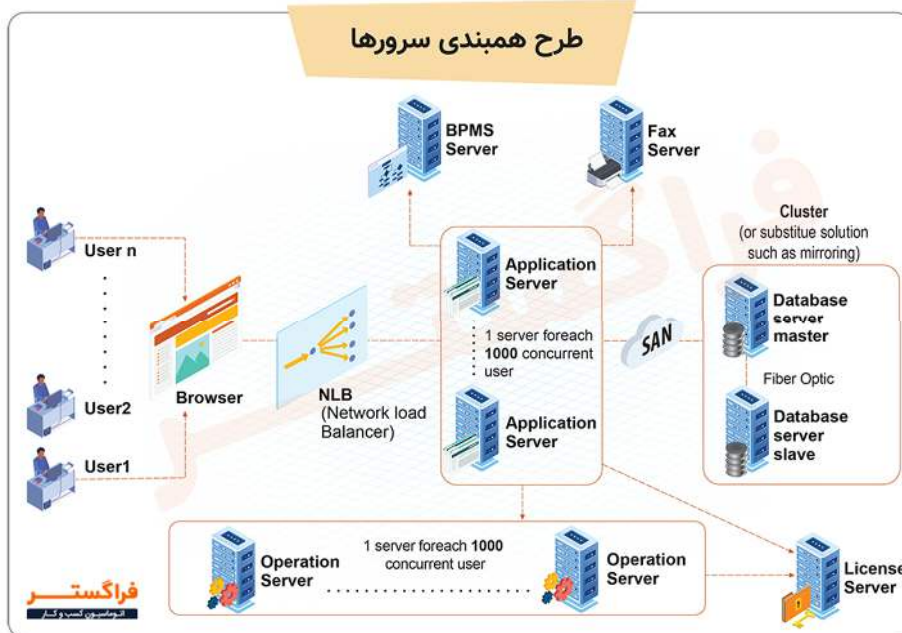 طرح همبندی سرورها
BPMS
Server
Fax
Server
Cluster
(or substitue solution
such as mirroring)
User n
User2
User1
Browser
NLB
(Network load
Balancer)
Application
Server
1 server foreach
1000 concurrent
user
Application
Server
SAN
Database
server
master
Fiber Optic
Database
server
slave
Operation
Server
1 server foreach 1000
concurrent user
Operation
Server
License
Server
فراگستر
اتوماسیون کسب و کار
فراگستر